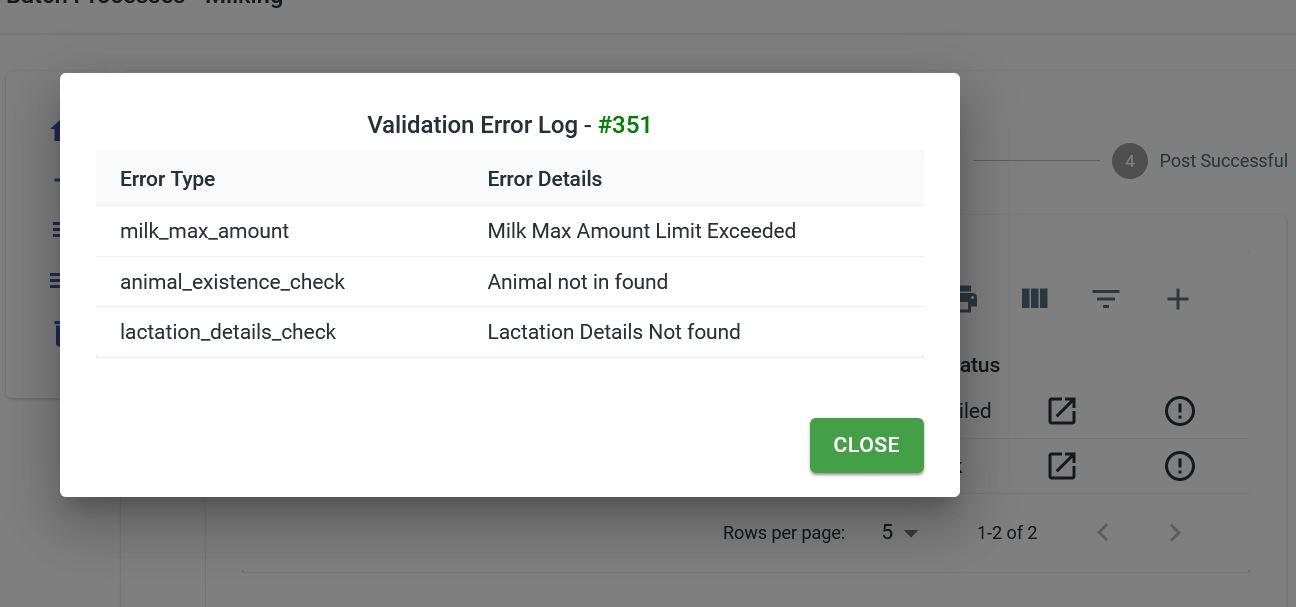 Batch Processes - Milking
Validation Error Log - #351
Error Type Error Details
milk_max_amount Milk Max Amount Limit Exceeded
animal_existence_check Animal not in found
lactation_details_check Lactation Details Not found
CLOSE
4 Post Successful
atus
iled
Rows per page: 5 1-2 of 2